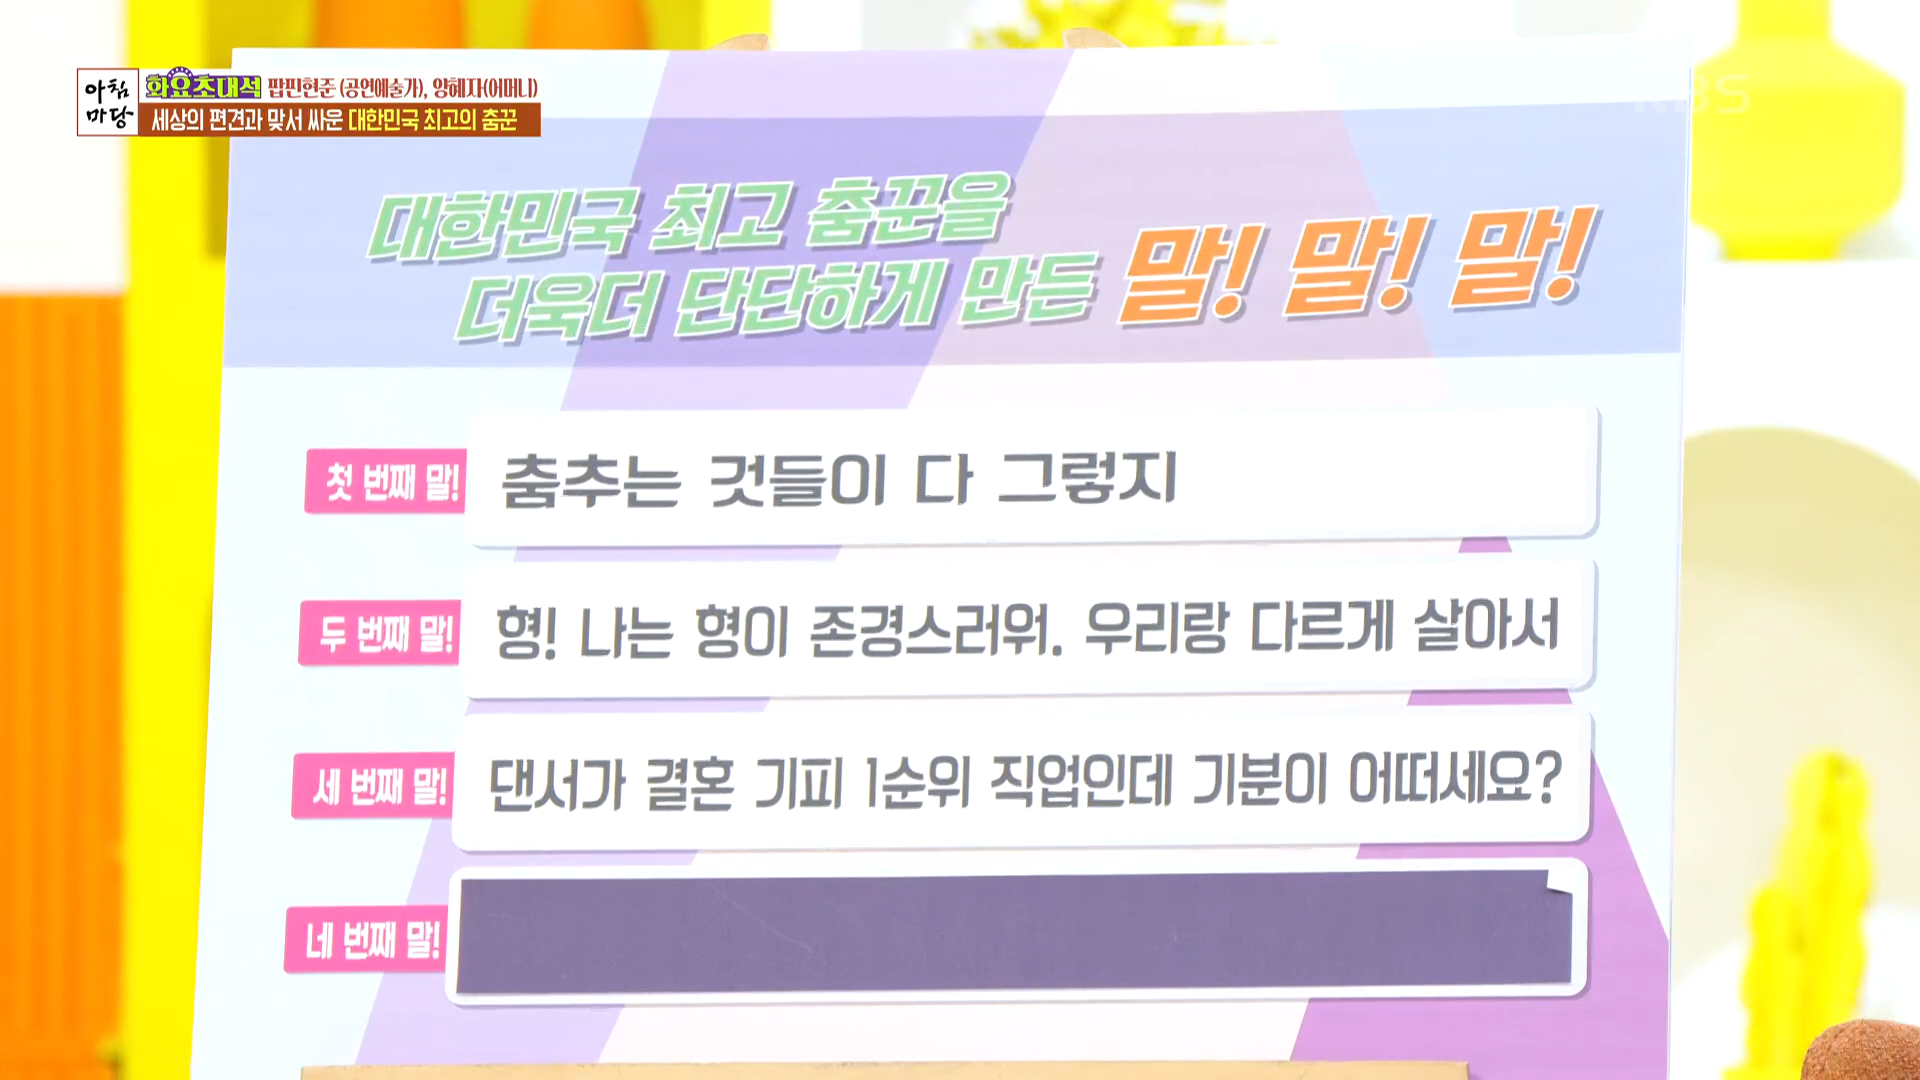 아침
마당
화요초대석 팝핀현준 (공연예술가), 양혜자(어머니)
세상의 편견과 맞서 싸운 대한민국 최고의 춤꾼
KBS
대한민국 최고 춤꾼을
더욱더 단단하게 만든 말! 말! 말!
첫 번째 말! 춤추는 것들이 다 그렇지
두 번째 말! 형! 나는 형이 존경스러워. 우리랑 다르게 살아서
세 번째 말! 댄서가 결혼 기피 1순위 직업인데 기분이 어떠세요?
네 번째 말!